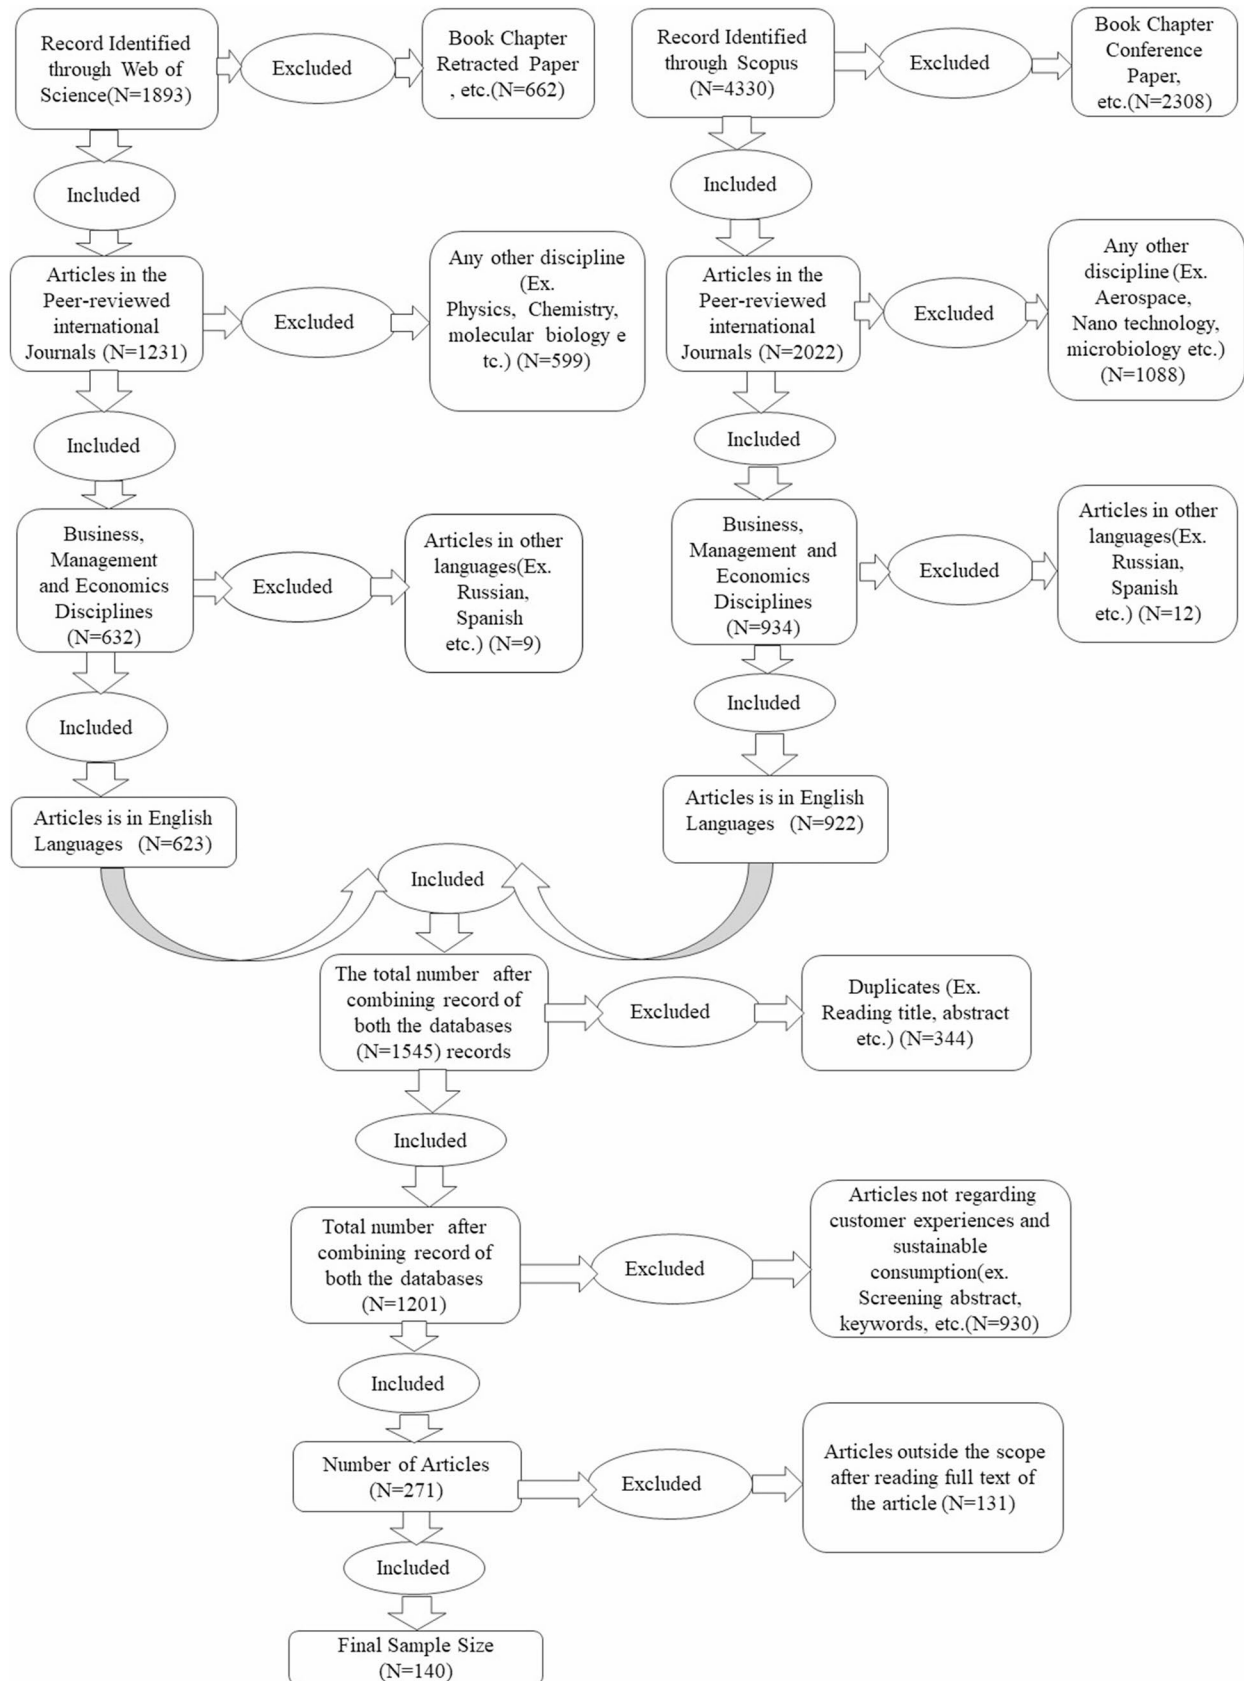 Record Identified
through Web of
Science(N=1893)
Excluded
Book Chapter
Retracted Paper
, etc.(N=662)
Record Identified
through Scopus
(N=4330)
Excluded
Book Chapter
Conference
Paper,
etc.(N=2308)
Included
Included
Articles in the
Peer-reviewed
international
Journals (N=1231)
Excluded
Any other discipline
(Ex.
Physics, Chemistry,
molecular biology e
tc.) (N=599)
Articles in the
Peer-reviewed
international
Journals (N=2022)
Excluded
Any other
discipline (Ex.
Aerospace,
Nano technology,
microbiology etc.)
(N=1088)
Included
Included
Business,
Management
and Economics
Disciplines
(N=632)
Excluded
Articles in other
languages(Ex.
Russian,
Spanish
etc.) (N=9)
Business,
Management and
Economics
Disciplines
(N=934)
Excluded
Articles in other
languages(Ex.
Russian,
Spanish
etc.) (N=12)
Included
Included
Articles is in English
Languages (N=623)
Articles is in English
Languages (N=922)
Included
The total number after
combining record of
both the databases
(N=1545) records
Excluded
Duplicates (Ex.
Reading title, abstract
etc.) (N=344)
Included
Total number after
combining record of
both the databases
(N=1201)
Excluded
Articles not regarding
customer experiences and
sustainable
consumption(ex.
Screening abstract,
keywords, etc.(N=930)
Included
Number of Articles
(N=271)
Excluded
Articles outside the scope
after reading full text of
the article (N=131)
Included
Final Sample Size
(N=140)